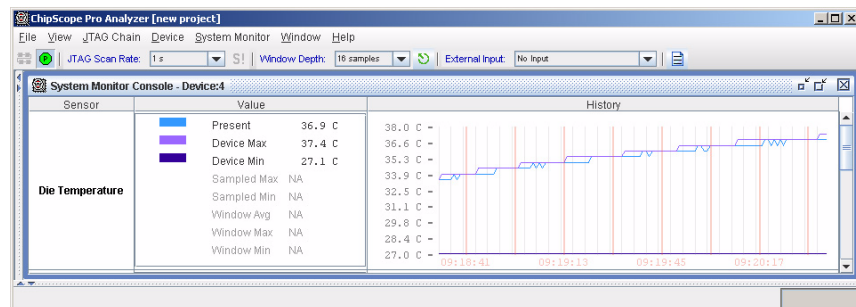 ChipScope Pro Analyzer [new project]
File View JTAG Chain Device System Monitor Window Help
P JTAG Scan Rate: 1 s S! Window Depth: 16 samples External Input: No Input
System Monitor Console - Device:4
Sensor Value History
Die Temperature
Present 36.9 C
Device Max 37.4 C
Device Min 27.1 C
Sampled Max NA
Sampled Min NA
Window Avg NA
Window Max NA
Window Min NA
38.0 C
36.6 C
35.3 C
33.9 C
32.5 C
31.1 C
29.8 C
28.4 C
27.0 C
09:18:41 09:19:13 09:19:45 09:20:17